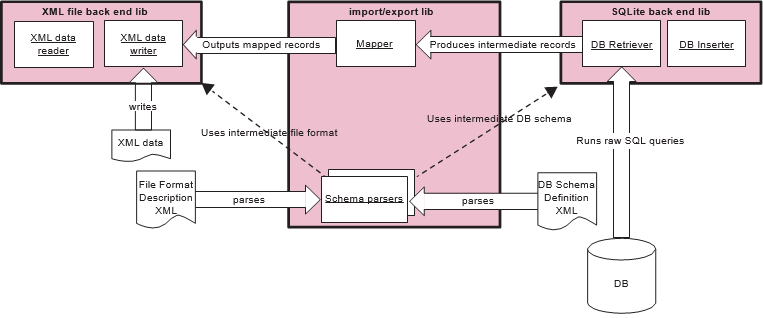 XML file back end lib
import/export lib
SQLite back end lib
XML data
reader
XML data
writer
Outputs mapped records
Mapper
Produces intermediate records
DB Retriever
DB Inserter
writes
Uses intermediate file format
Uses intermediate DB schema
XML data
Runs raw SQL queries
File Format
Description
XML
parses
Schema parsers
parses
DB Schema
Definition
XML
DB